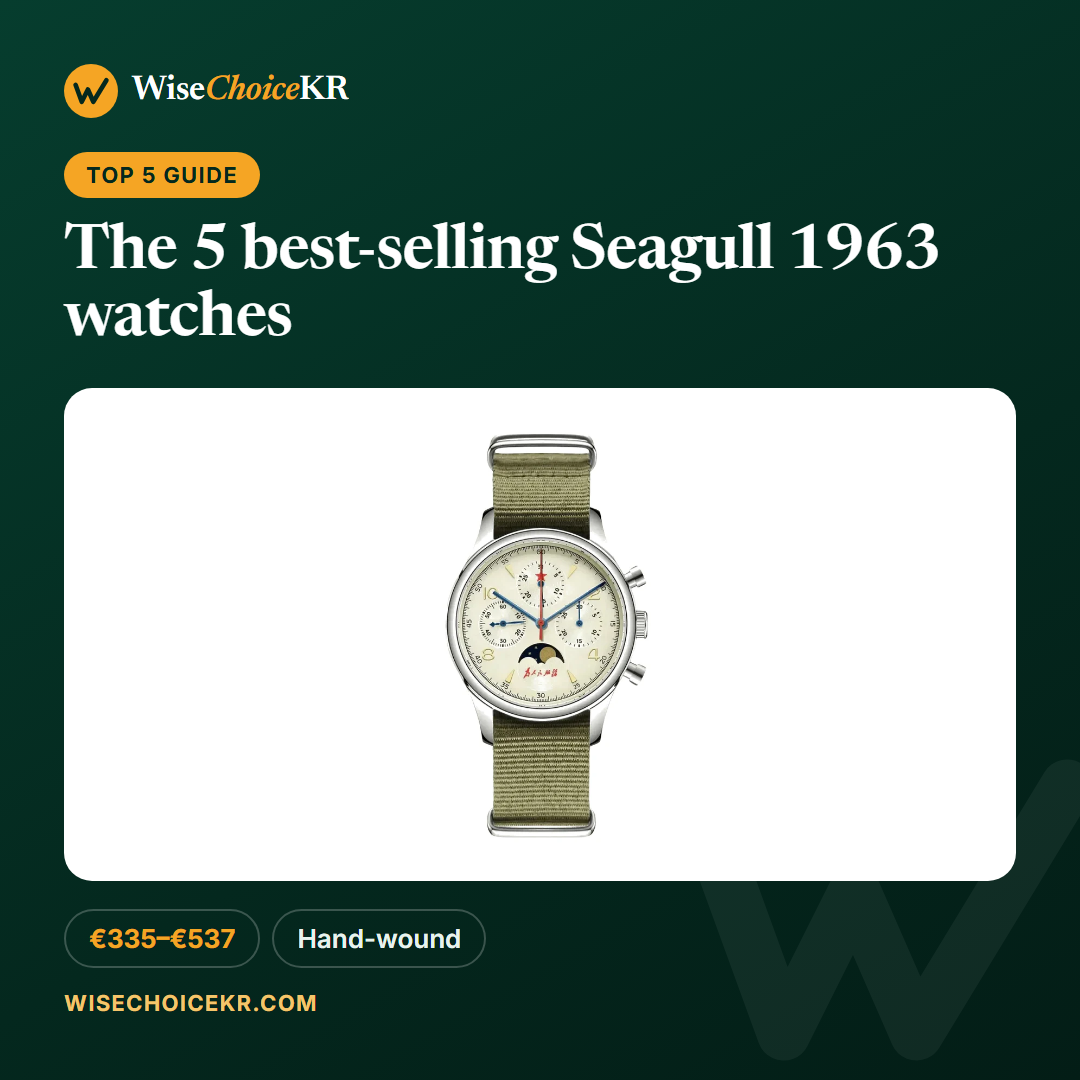 WiseChoiceKR
TOP 5 GUIDE
The 5 best-selling Seagull 1963
watches
€335–€537
Hand-wound
WISECHOICEKR.COM